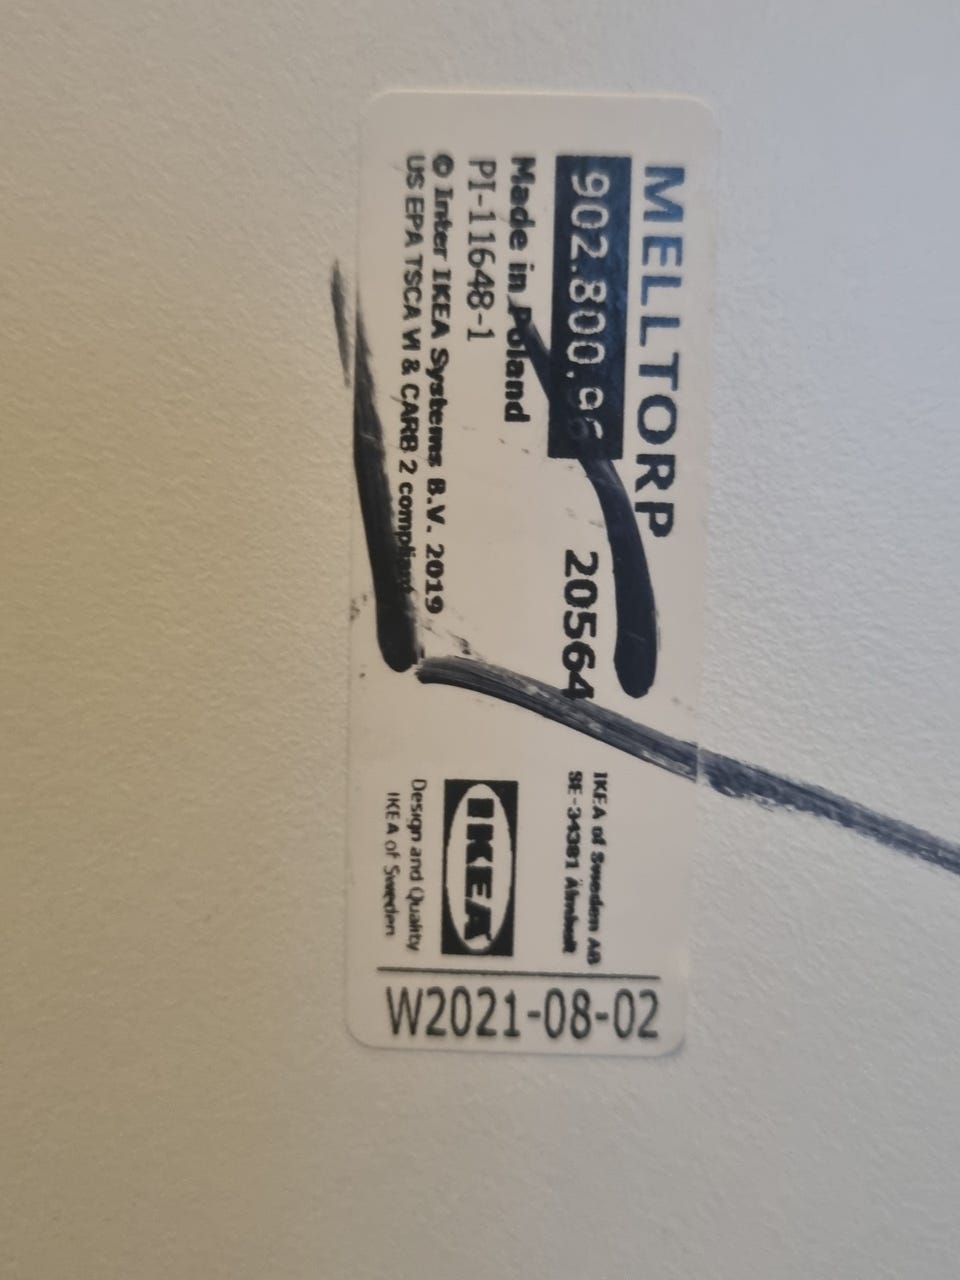 MELLTORP
902.800.96 20564
Made in Poland
PI-11648-1
© Inter IKEA Systems B.V. 2019
US EPA TSCA VI & CARB 2 compliant
IKEA of Sweden AB
SE-34381 Älmhult
IKEA
Design and Quality
IKEA of Sweden
W2021-08-02